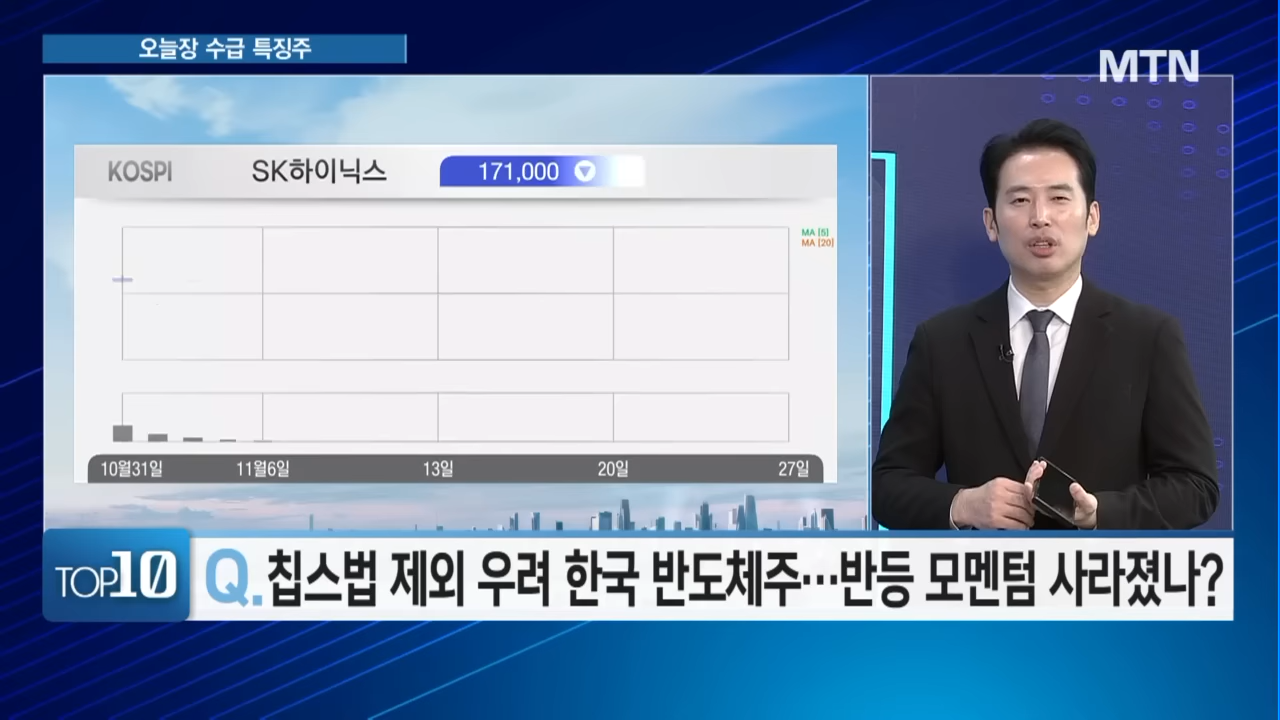 오늘장 수급 특징주
MTN
KOSPI SK하이닉스 171,000
MA [5]
MA [20]
10월31일 11월6일 13일 20일 27일
TOP10 Q. 칩스법 제외 우려 한국 반도체주…반등 모멘텀 사라졌나?